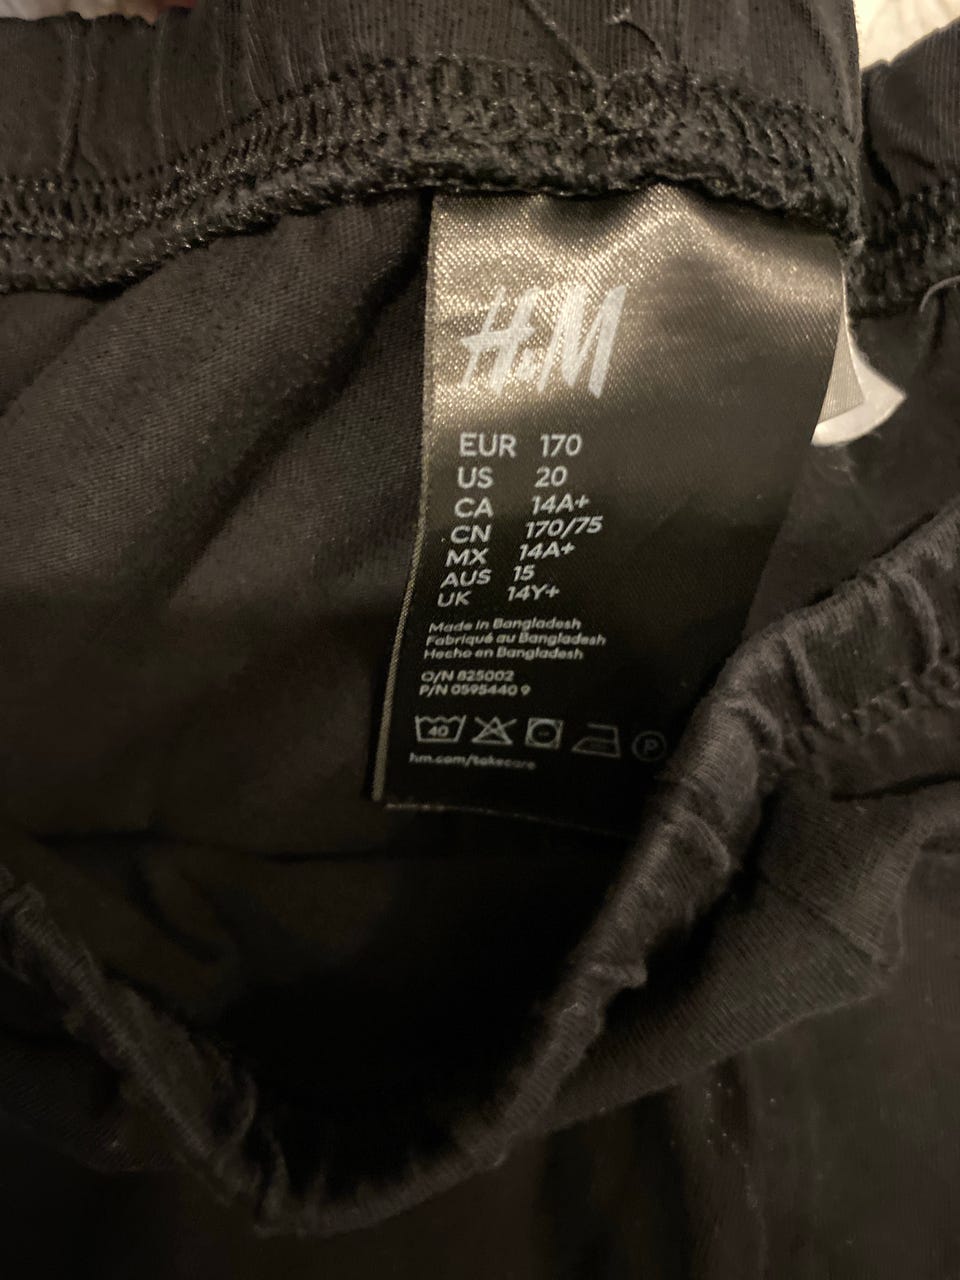 H&M
EUR 170
US 20
CA 14A+
CN 170/75
MX 14A+
AUS 15
UK 14Y+
Made in Bangladesh
Fabriqué au Bangladesh
Hecho en Bangladesh
O/N 825002
P/N 0595440 9
40 P
hm.com/takecare